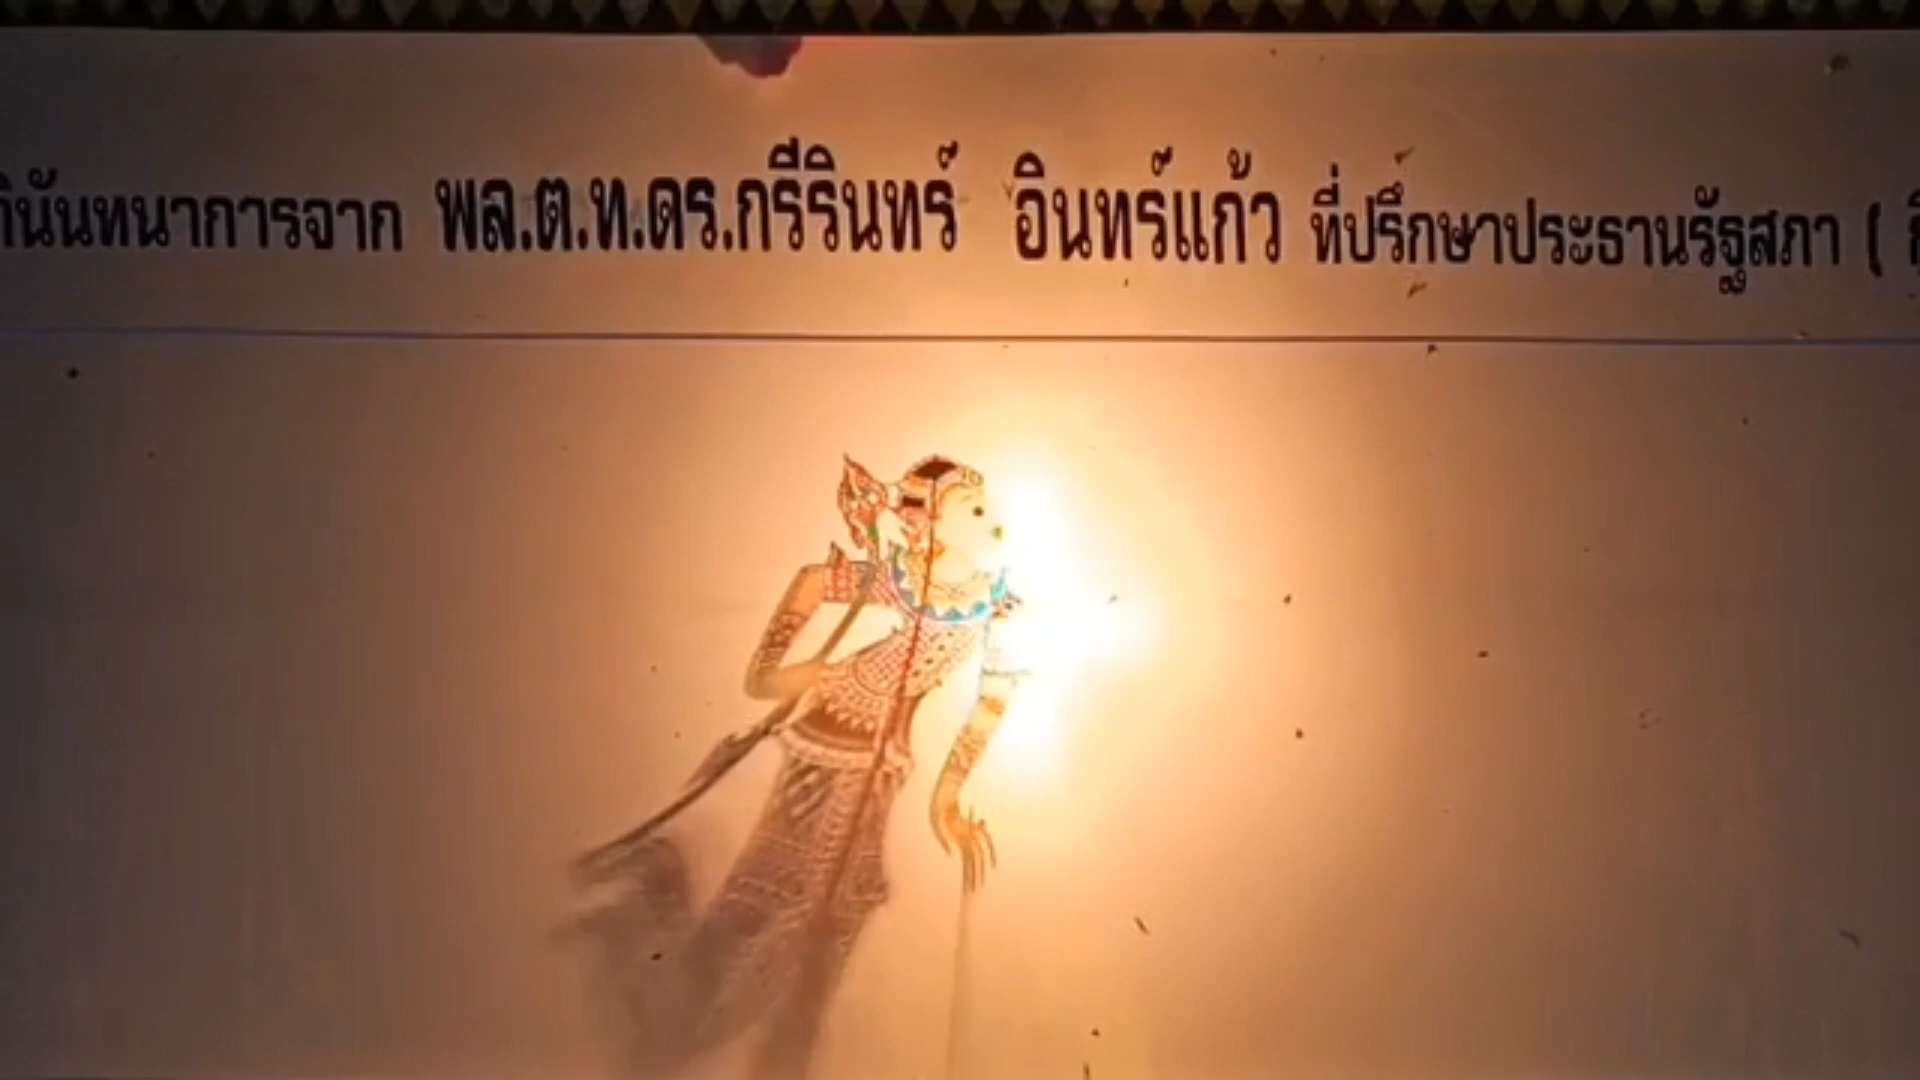 นันทนาการจาก พล.ต.ท.ดร.กรีรินทร์ อินทร์แก้ว ที่ปรึกษาประธานรัฐสภา (